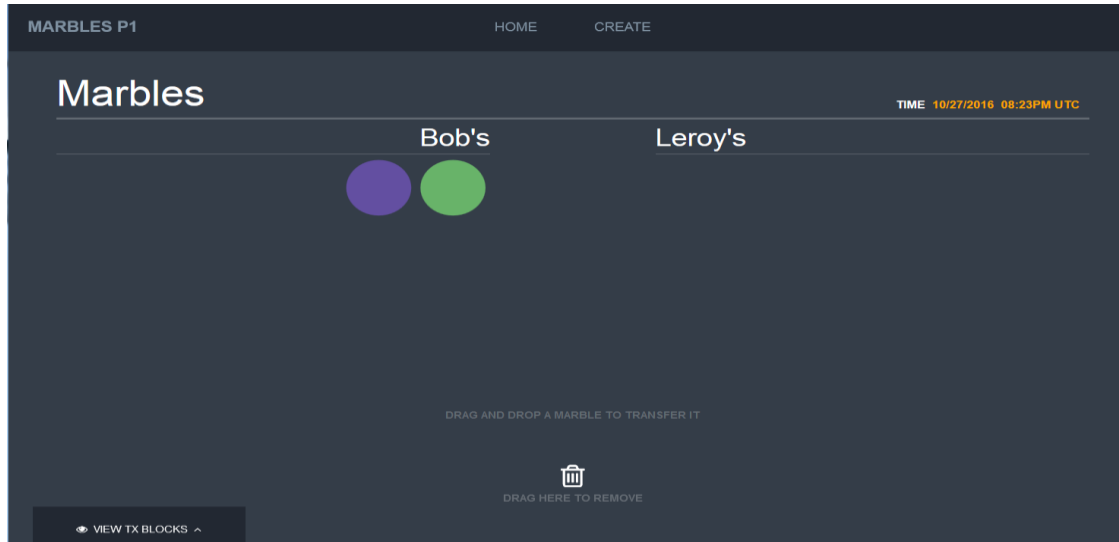 MARBLES P1 HOME CREATE
Marbles
TIME 10/27/2016 08:23PM UTC
Bob's Leroy's
DRAG AND DROP A MARBLE TO TRANSFER IT
DRAG HERE TO REMOVE
VIEW TX BLOCKS